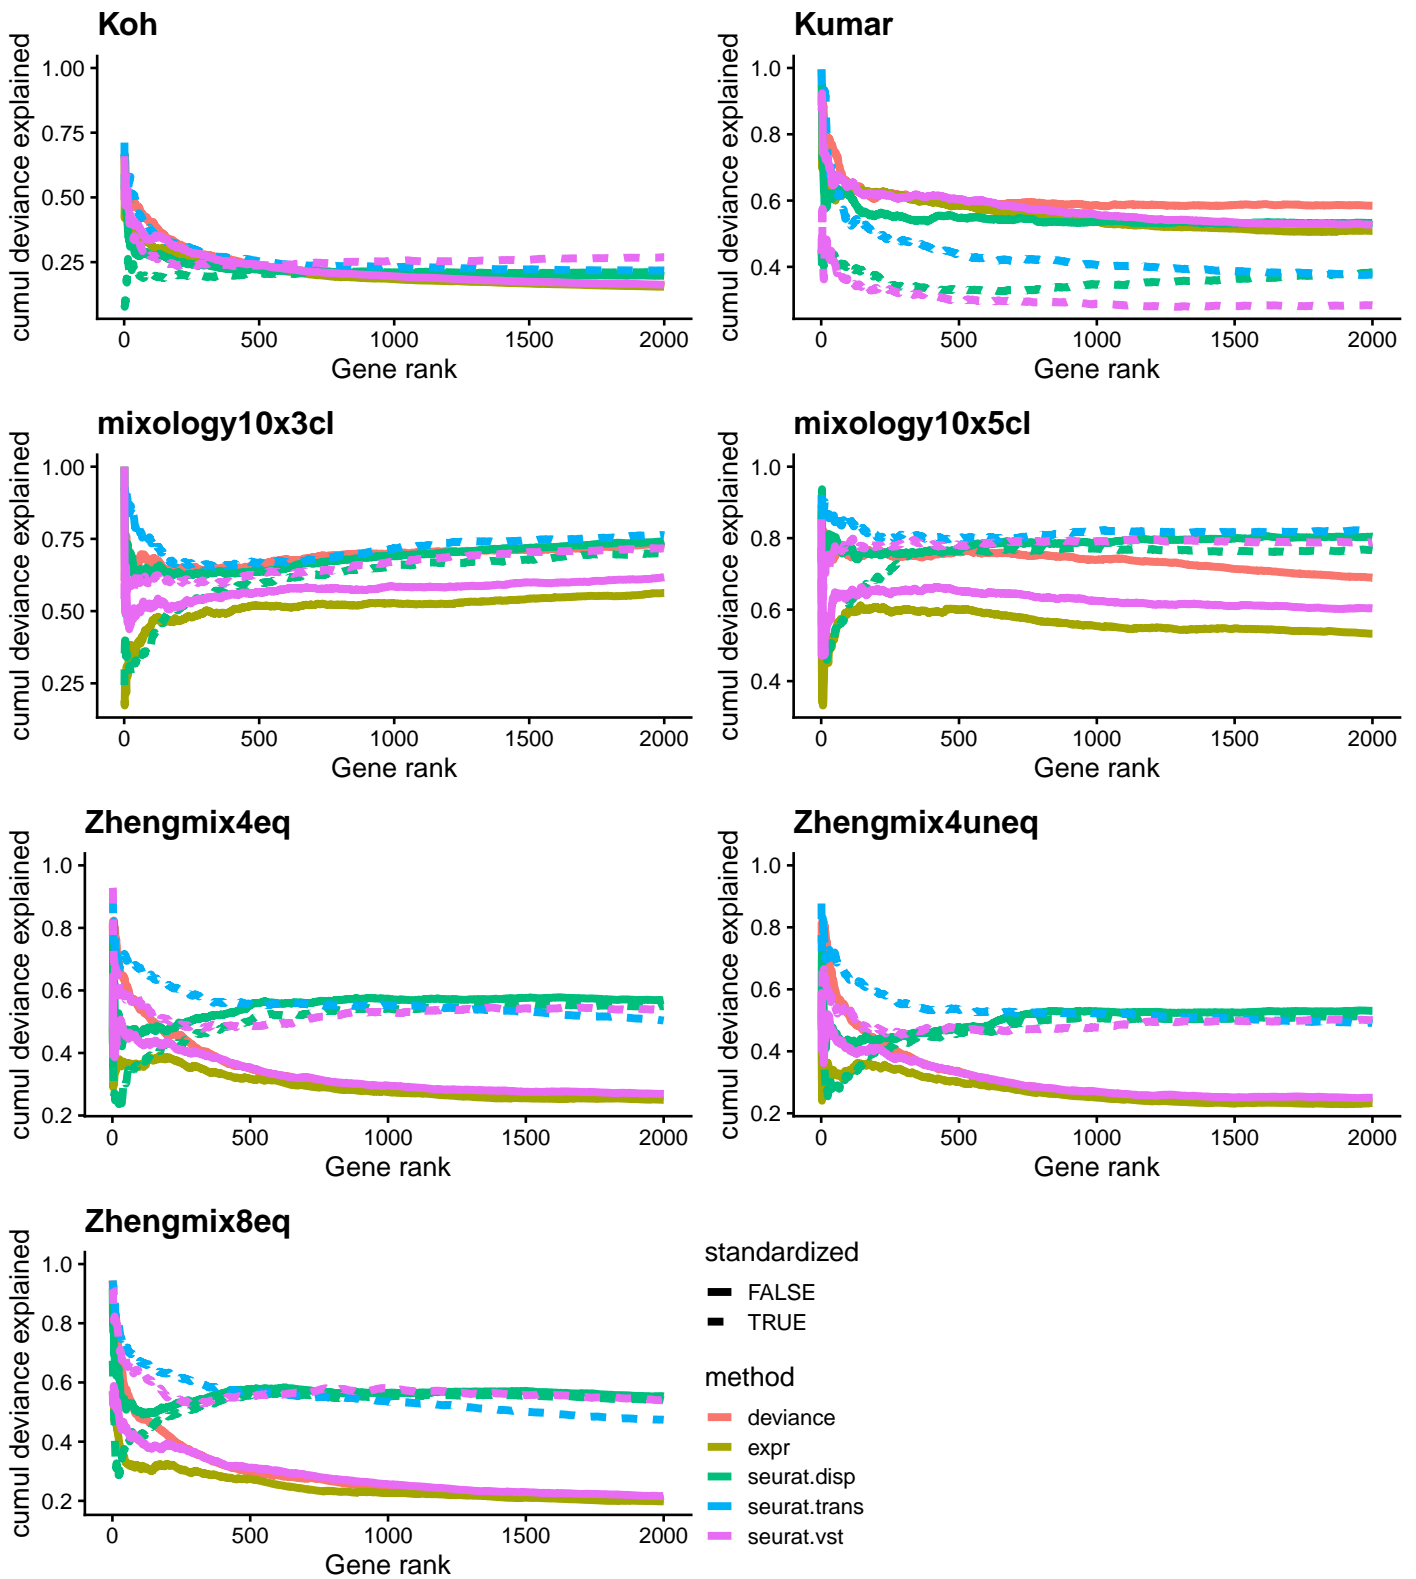 Koh
cumul deviance explained
1.00
0.75
0.50
0.25
0 500 1000 1500 2000
Gene rank
Kumar
cumul deviance explained
1.0
0.8
0.6
0.4
0 500 1000 1500 2000
Gene rank
mixology10x3cl
cumul deviance explained
1.00
0.75
0.50
0.25
0 500 1000 1500 2000
Gene rank
mixology10x5cl
cumul deviance explained
1.0
0.8
0.6
0.4
0 500 1000 1500 2000
Gene rank
Zhengmix4eq
cumul deviance explained
1.0
0.8
0.6
0.4
0.2
0 500 1000 1500 2000
Gene rank
Zhengmix4uneq
cumul deviance explained
1.0
0.8
0.6
0.4
0.2
0 500 1000 1500 2000
Gene rank
Zhengmix8eq
cumul deviance explained
1.0
0.8
0.6
0.4
0.2
0 500 1000 1500 2000
Gene rank
standardized
FALSE
TRUE
method
deviance
expr
seurat.disp
seurat.trans
seurat.vst